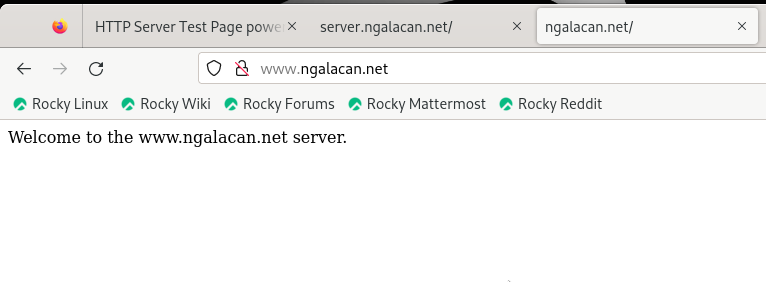 HTTP Server Test Page powe
server.ngalacan.net/
ngalacan.net/
www.ngalacan.net
Rocky Linux Rocky Wiki Rocky Forums Rocky Mattermost Rocky Reddit
Welcome to the www.ngalacan.net server.